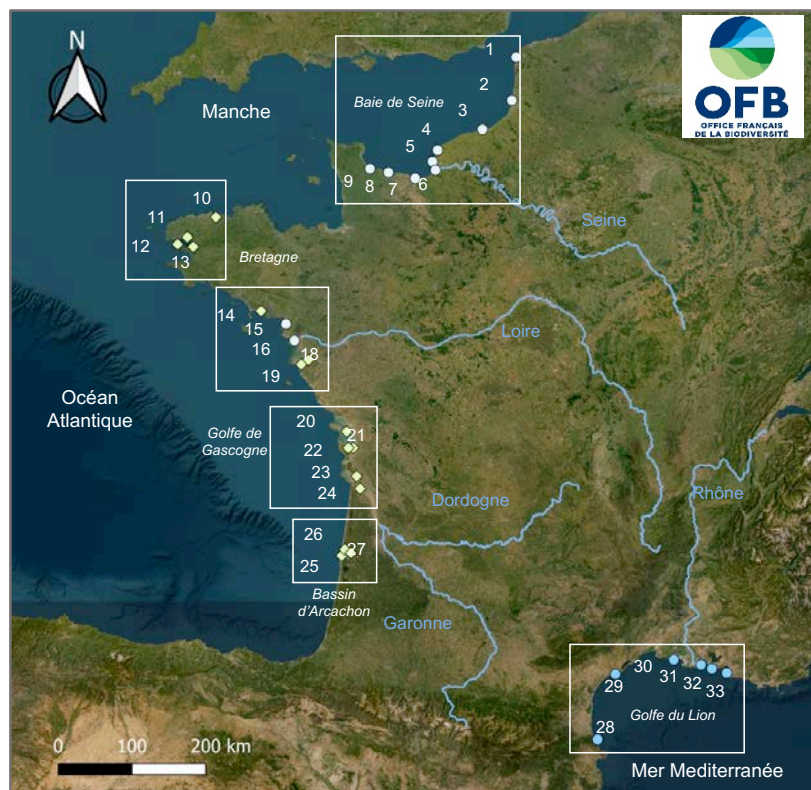 N
Manche
Baie de Seine
1
2
3
4
5
6
7
8
9
OFB
OFFICE FRANÇAIS
DE LA BIODIVERSITÉ
Seine
10
11
12
13
Bretagne
14
15
16
18
19
Loire
Océan
Atlantique
Golfe de
Gascogne
20
21
22
23
24
Dordogne
Rhône
26
27
25
Bassin
d'Arcachon
Garonne
30
31
32
33
29
28
Golfe du Lion
0 100 200 km
Mer Mediterranée